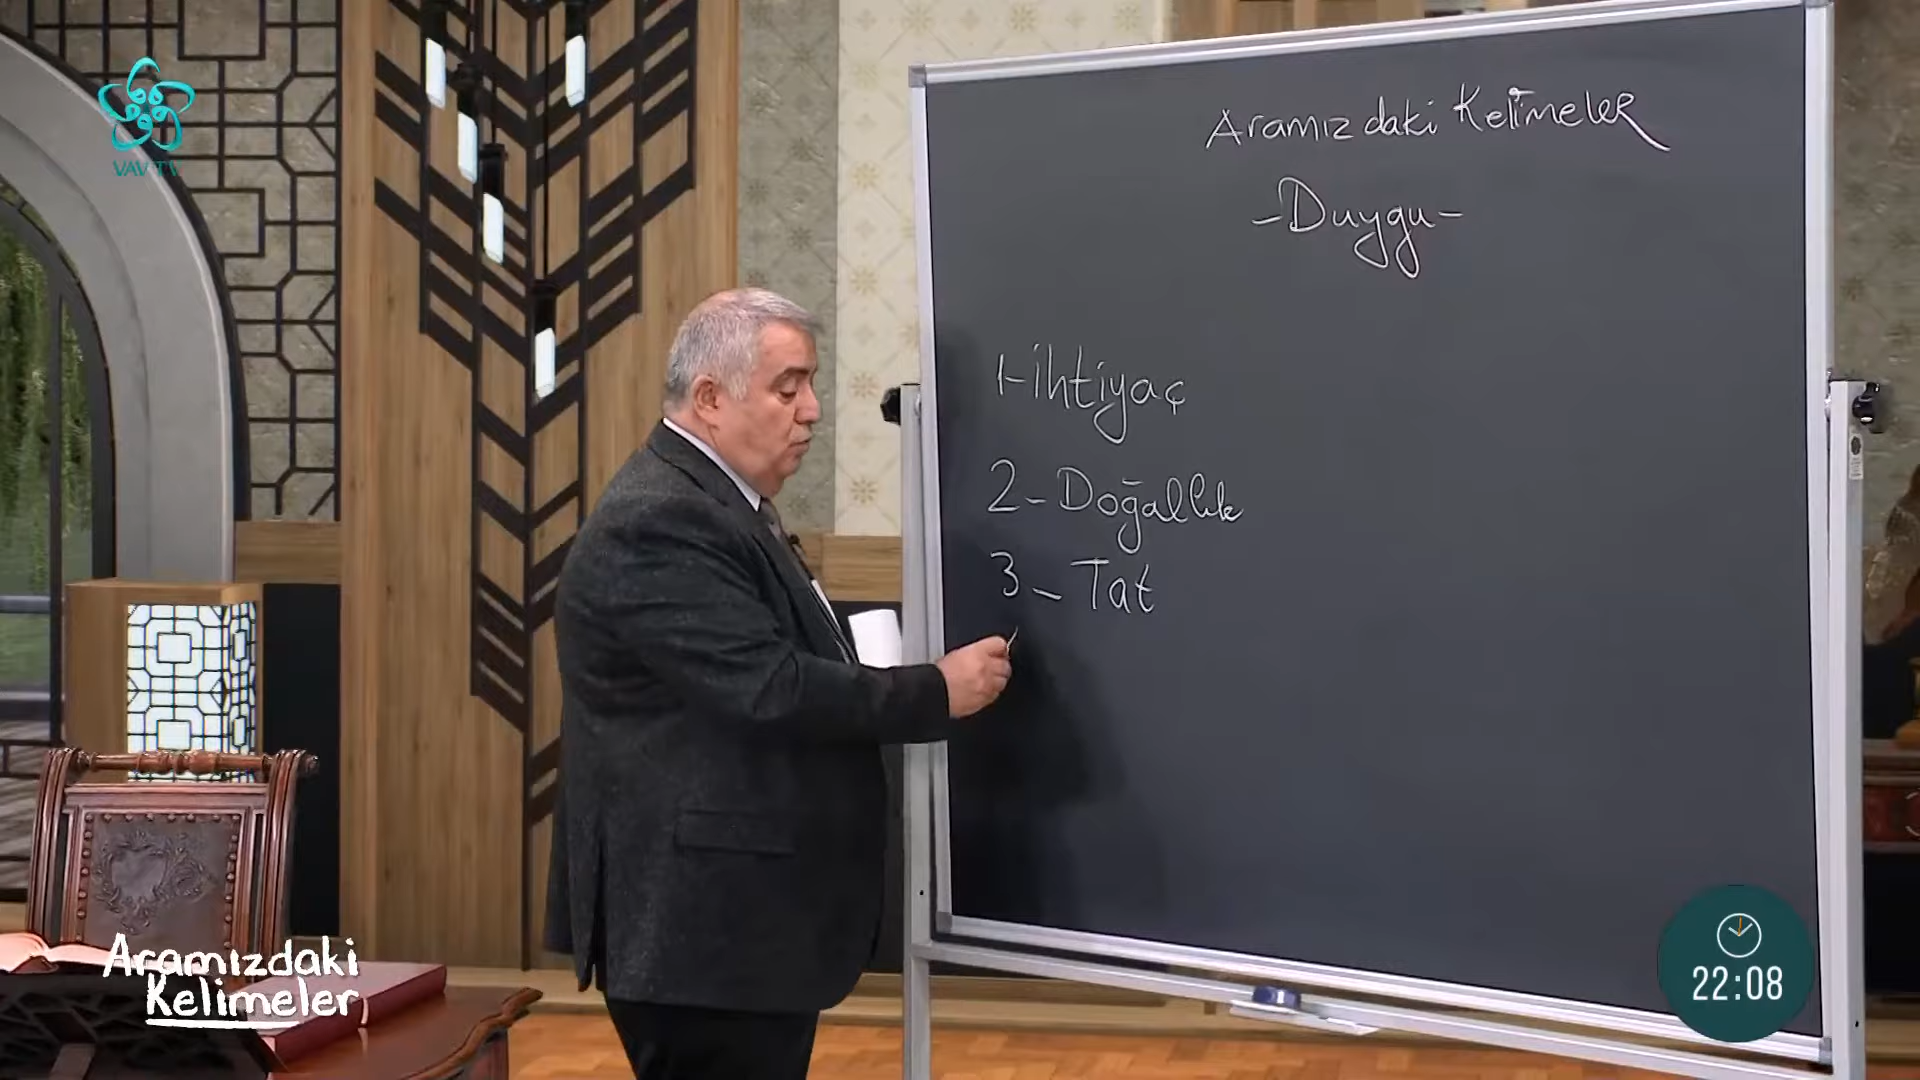 VAV TV
Aramızdaki Kelimeler
-Duygu-
1-İhtiyaç
2-Doğallık
3-Tat
Aramızdaki
Kelimeler
22:08